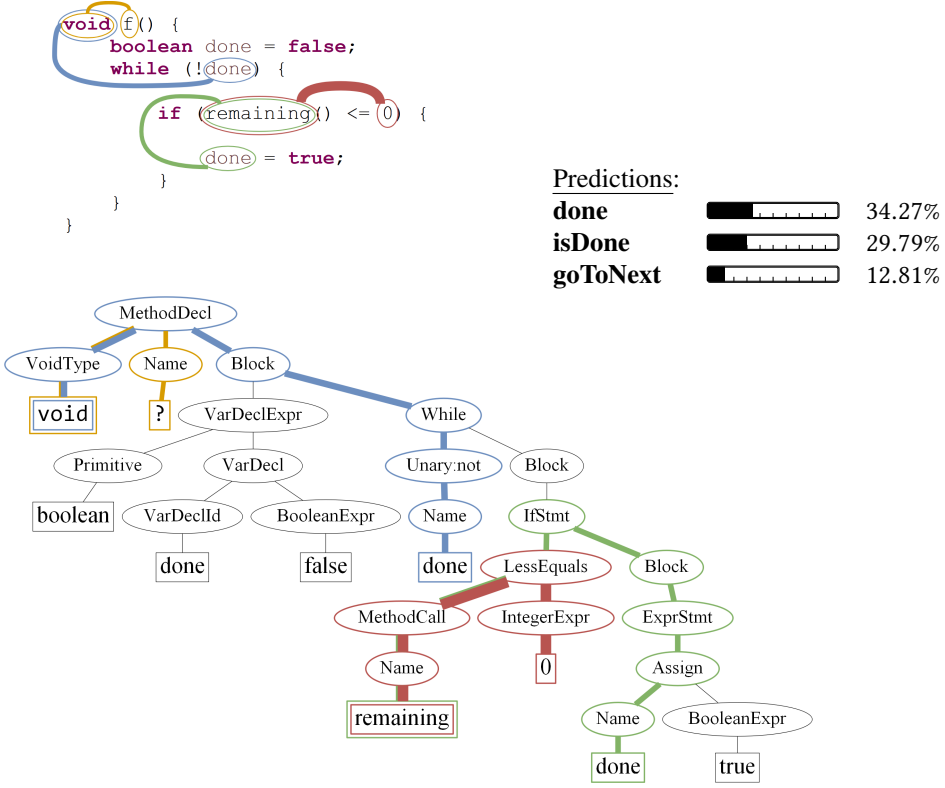 void f() {
boolean done = false;
while (!done) {
if (remaining() <= 0) {
done = true;
}
}
}
Predictions:
done 34.27%
isDone 29.79%
goToNext 12.81%
MethodDecl
VoidType Name Block
void ? VarDeclExpr While
Primitive VarDecl Unary:not Block
boolean VarDeclId BooleanExpr Name IfStmt
done false done LessEquals Block
MethodCall IntegerExpr ExprStmt
Name 0 Assign
remaining Name BooleanExpr
done true